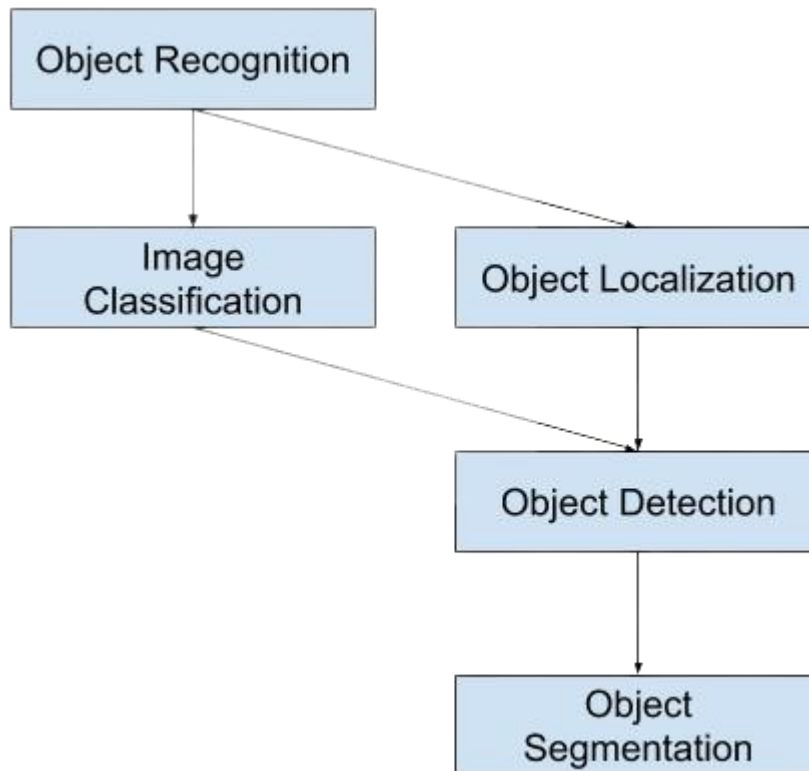 Object Recognition
Image
Classification
Object Localization
Object Detection
Object
Segmentation